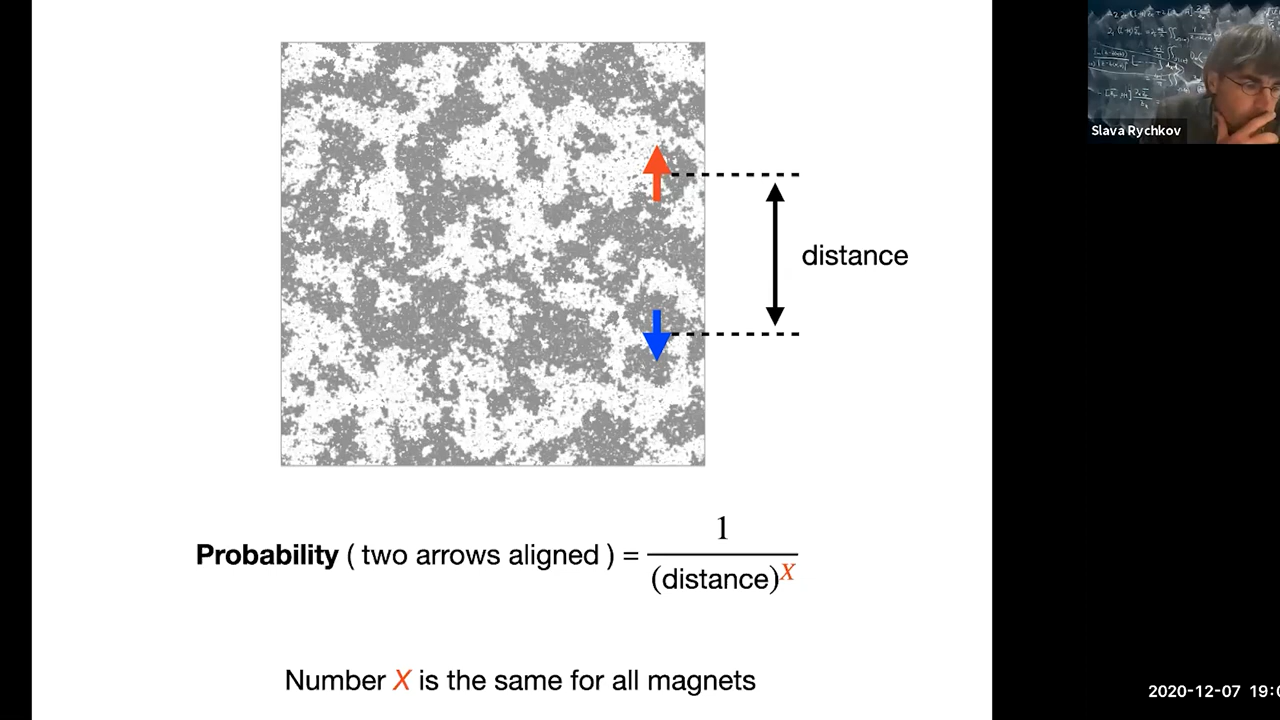 Slava Rychkov
distance
Probability ( two arrows aligned ) = 1 / (distance)^X
Number X is the same for all magnets
2020-12-07 19:0